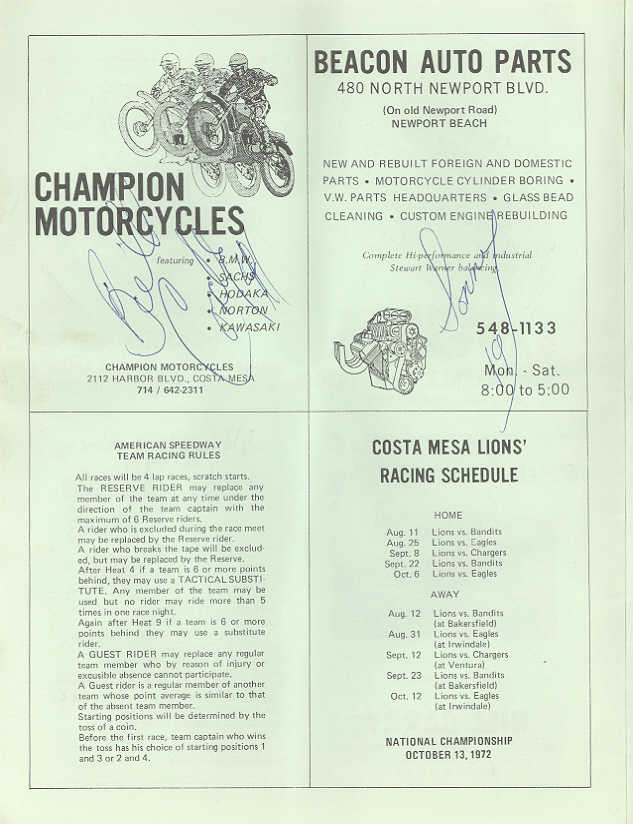 CHAMPION
MOTORCYCLES
featuring
• B.M.W.
• SACHS
• HODAKA
• NORTON
• KAWASAKI
CHAMPION MOTORCYCLES
2112 HARBOR BLVD., COSTA MESA
714 / 642-2311
BEACON AUTO PARTS
480 NORTH NEWPORT BLVD.
(On old Newport Road)
NEWPORT BEACH
NEW AND REBUILT FOREIGN AND DOMESTIC
PARTS • MOTORCYCLE CYLINDER BORING •
V.W. PARTS HEADQUARTERS • GLASS BEAD
CLEANING • CUSTOM ENGINE REBUILDING
Complete Hi-performance and industrial
Stewart Warner balancing
548-1133
Mon. - Sat.
8:00 to 5:00
Bill
Sonny
AMERICAN SPEEDWAY
TEAM RACING RULES
All races will be 4 lap races, scratch starts.
The RESERVE RIDER may replace any
member of the team at any time under the
direction of the team captain with the
maximum of 6 Reserve riders.
A rider who is excluded during the race meet
may be replaced by the Reserve rider.
A rider who breaks the tape will be exclud-
ed, but may be replaced by the Reserve.
After Heat 4 if a team is 6 or more points
behind, they may use a TACTICAL SUBSTI-
TUTE. Any member of the team may be
used but no rider may ride more than 5
times in one race night.
Again after Heat 9 if a team is 6 or more
points behind they may use a substitute
rider.
A GUEST RIDER may replace any regular
team member who by reason of injury or
excusible absence cannot participate.
A Guest rider is a regular member of another
team whose point average is similar to that
of the absent team member.
Starting positions will be determined by the
toss of a coin.
Before the first race, team captain who wins
the toss has his choice of starting positions 1
and 3 or 2 and 4.
COSTA MESA LIONS'
RACING SCHEDULE
HOME
Aug. 11 Lions vs. Bandits
Aug. 25 Lions vs. Eagles
Sept. 8 Lions vs. Chargers
Sept. 22 Lions vs. Bandits
Oct. 6 Lions vs. Eagles
AWAY
Aug. 12 Lions vs. Bandits
(at Bakersfield)
Aug. 31 Lions vs. Eagles
(at Irwindale)
Sept. 12 Lions vs. Chargers
(at Ventura)
Sept. 23 Lions vs. Bandits
(at Bakersfield)
Oct. 12 Lions vs. Eagles
(at Irwindale)
NATIONAL CHAMPIONSHIP
OCTOBER 13, 1972